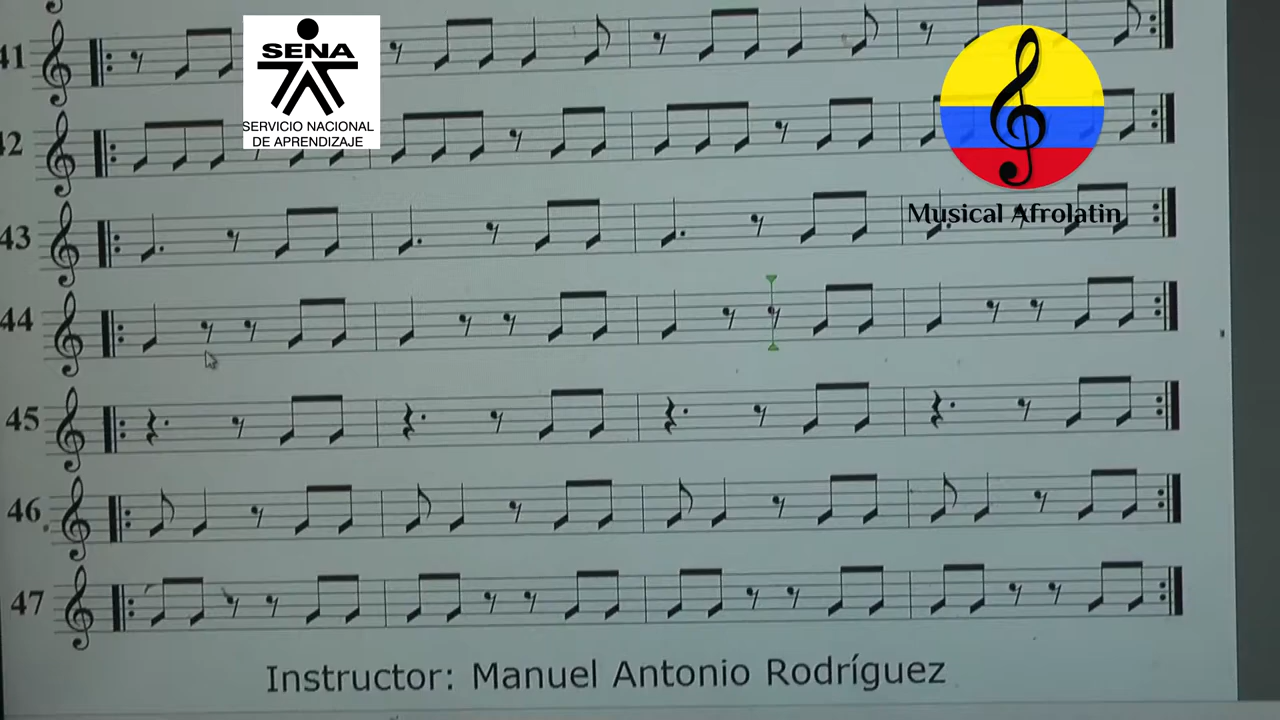 41
SENA
SERVICIO NACIONAL
DE APRENDIZAJE
42
Musical Afrolatin
43
44
45
46
47
Instructor: Manuel Antonio Rodríguez